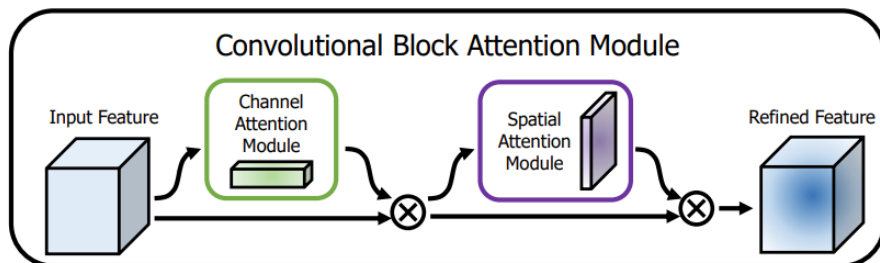 Convolutional Block Attention Module
Input Feature
Channel
Attention
Module
Spatial
Attention
Module
Refined Feature